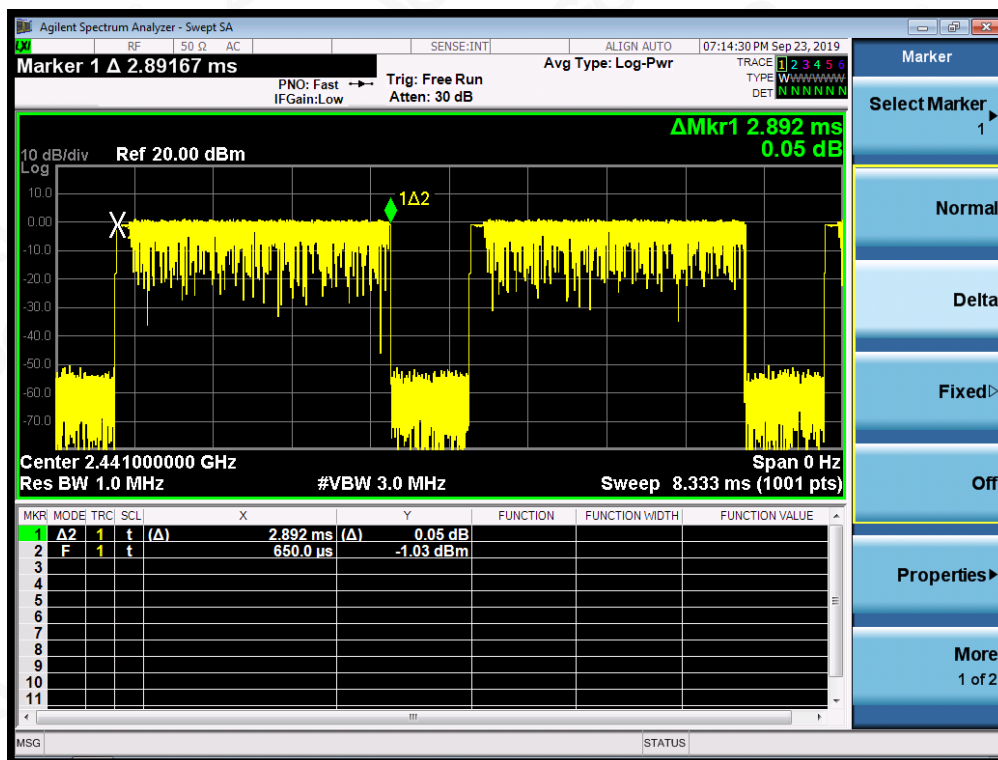 Agilent Spectrum Analyzer - Swept SA
LXI RF 50 Ω AC SENSE:INT ALIGN AUTO 07:14:30 PM Sep 23, 2019
Marker 1 Δ 2.89167 ms
PNO: Fast
IFGain:Low
Trig: Free Run
Atten: 30 dB
Avg Type: Log-Pwr
TRACE 1 2 3 4 5 6
TYPE WWWWWW
DET N N N N N N
ΔMkr1 2.892 ms
0.05 dB
10 dB/div Ref 20.00 dBm
Log
10.0
0.00
-10.0
-20.0
-30.0
-40.0
-50.0
-60.0
-70.0
1Δ2
X
Center 2.441000000 GHz Span 0 Hz
Res BW 1.0 MHz #VBW 3.0 MHz Sweep 8.333 ms (1001 pts)
MKR MODE TRC SCL X Y FUNCTION FUNCTION WIDTH FUNCTION VALUE
1 Δ2 1 t (Δ) 2.892 ms (Δ) 0.05 dB
2 F 1 t 650.0 µs -1.03 dBm
3
4
5
6
7
8
9
10
11
MSG STATUS
Marker
Select Marker
1
Normal
Delta
Fixed
Off
Properties
More
1 of 2